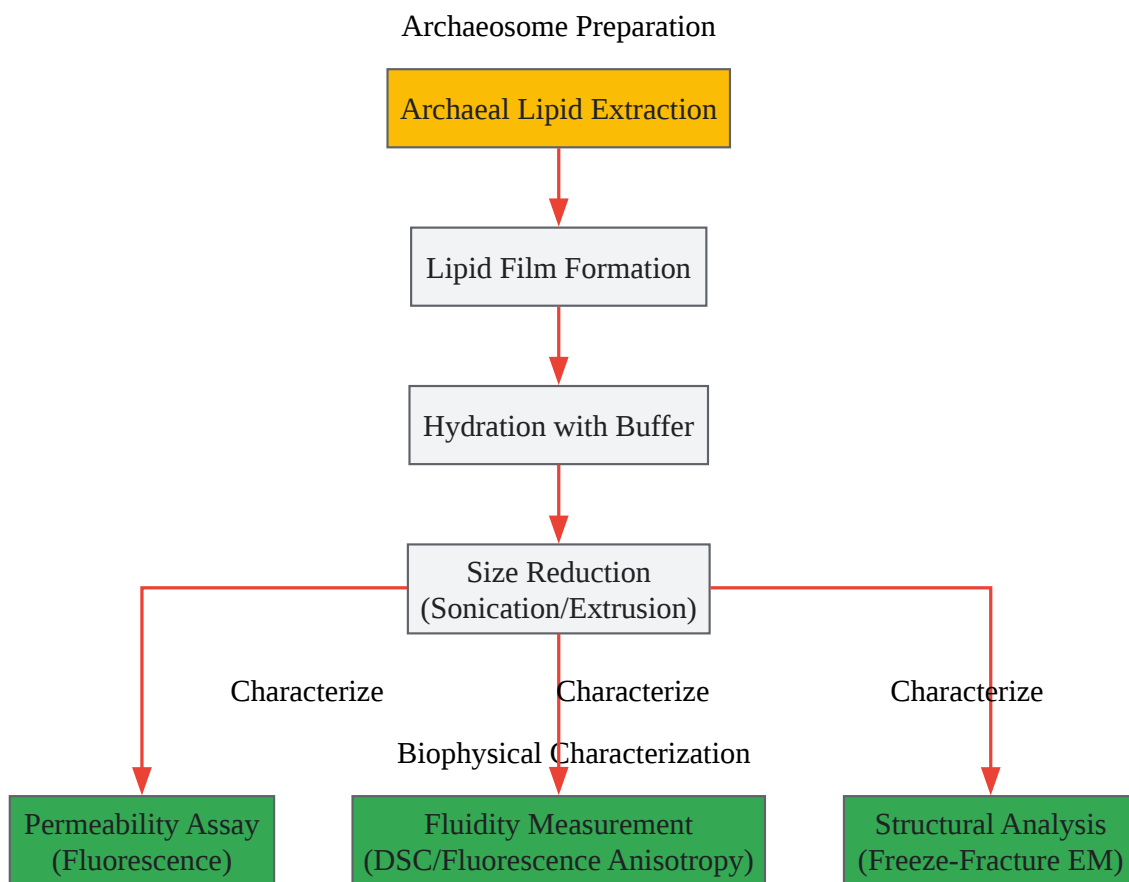 Archaeosome Preparation
Archaeal Lipid Extraction
Lipid Film Formation
Hydration with Buffer
Size Reduction
(Sonication/Extrusion)
Characterize
Characterize
Characterize
Biophysical Characterization
Permeability Assay
(Fluorescence)
Fluidity Measurement
(DSC/Fluorescence Anisotropy)
Structural Analysis
(Freeze-Fracture EM)